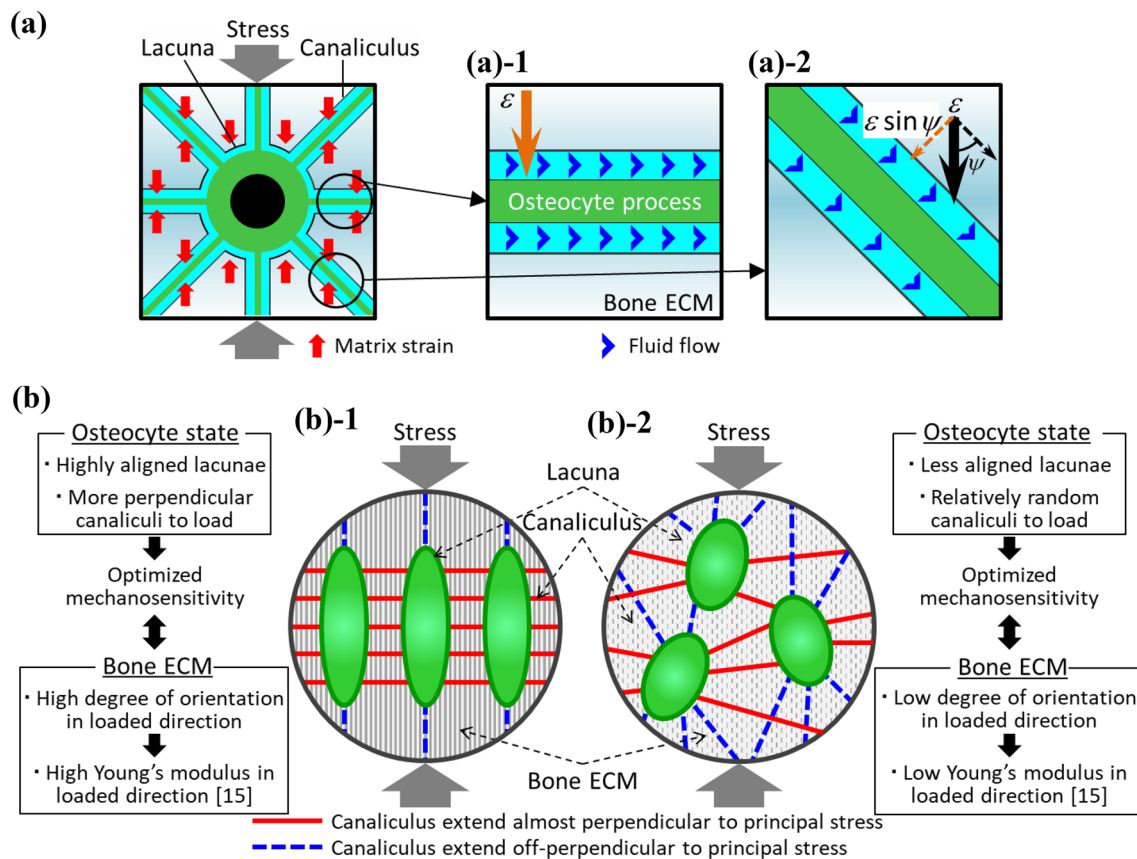 (a)
Stress
Lacuna
Canaliculus
(a)-1
(a)-2
ε
Osteocyte process
Bone ECM
ε sin ψ
ε
ψ
Matrix strain
Fluid flow
(b)
Osteocyte state
· Highly aligned lacunae
· More perpendicular
canaliculi to load
Optimized
mechanosensitivity
Bone ECM
· High degree of orientation
in loaded direction
· High Young's modulus in
loaded direction [15]
(b)-1
Stress
(b)-2
Stress
Lacuna
Canaliculus
Bone ECM
Osteocyte state
· Less aligned lacunae
· Relatively random
canaliculi to load
Optimized
mechanosensitivity
Bone ECM
· Low degree of orientation
in loaded direction
· Low Young's modulus in
loaded direction [15]
Canaliculus extend almost perpendicular to principal stress
Canaliculus extend off-perpendicular to principal stress